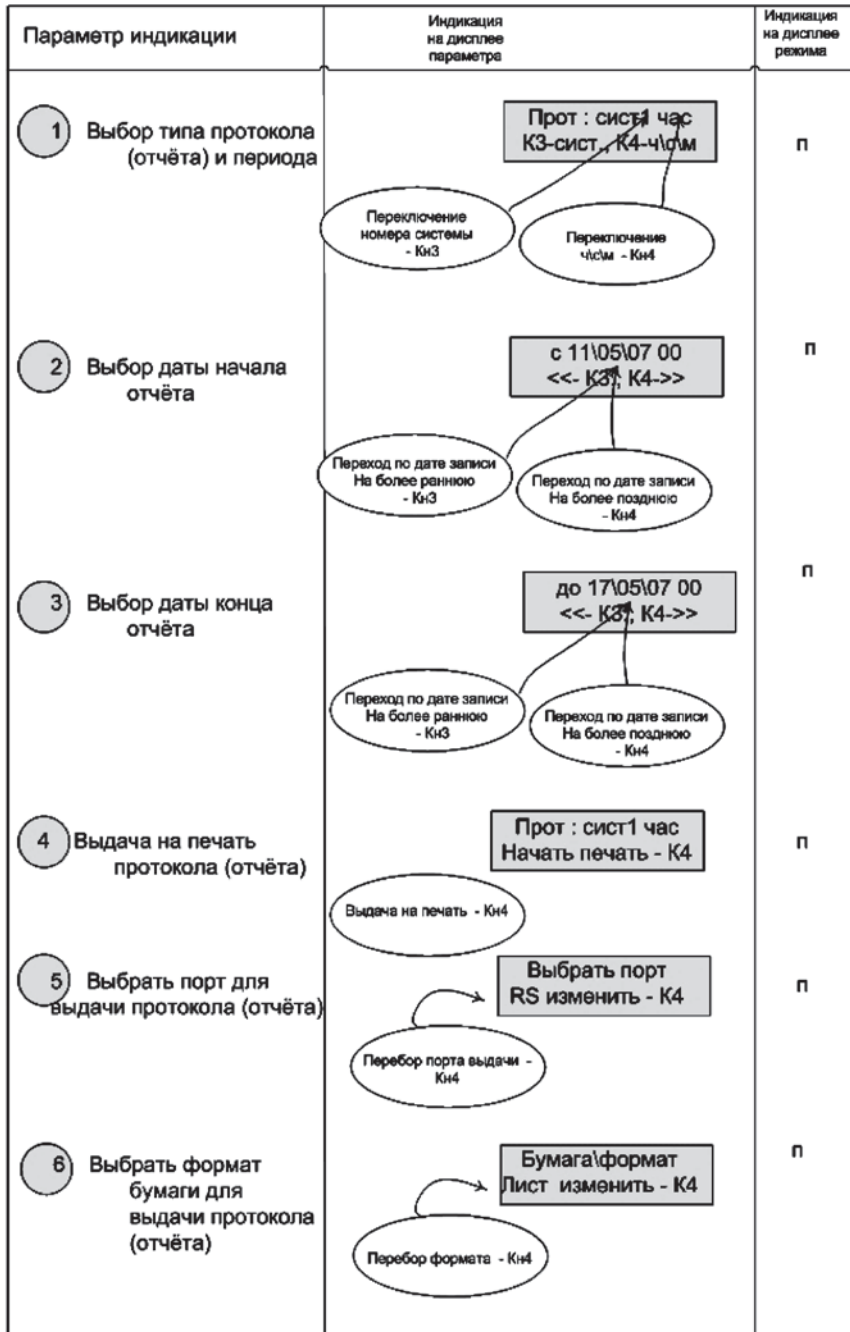 Параметр индикации
Индикация
на дисплее
параметра
Индикация
на дисплее
режима
1
Выбор типа протокола
(отчёта) и периода
Прот : сист1 час
К3-сист., К4-ч\с\м
П
Переключение
номера системы
- Кн3
Переключение
ч\с\м - Кн4
2
Выбор даты начала
отчёта
с 11\05\07 00
<<- К3 ; К4->>
П
Переход по дате записи
На более раннюю
- Кн3
Переход по дате записи
На более позднюю
- Кн4
3
Выбор даты конца
отчёта
до 17\05\07 00
<<- К3 ; К4->>
П
Переход по дате записи
На более раннюю
- Кн3
Переход по дате записи
На более позднюю
- Кн4
4
Выдача на печать
протокола (отчёта)
Прот : сист1 час
Начать печать - К4
П
Выдача на печать - Кн4
5
Выбрать порт для
выдачи протокола (отчёта)
Выбрать порт
RS изменить - К4
П
Перебор порта выдачи -
Кн4
6
Выбрать формат
бумаги для
выдачи протокола
(отчёта)
Бумага\формат
Лист изменить - К4
П
Перебор формата - Кн4